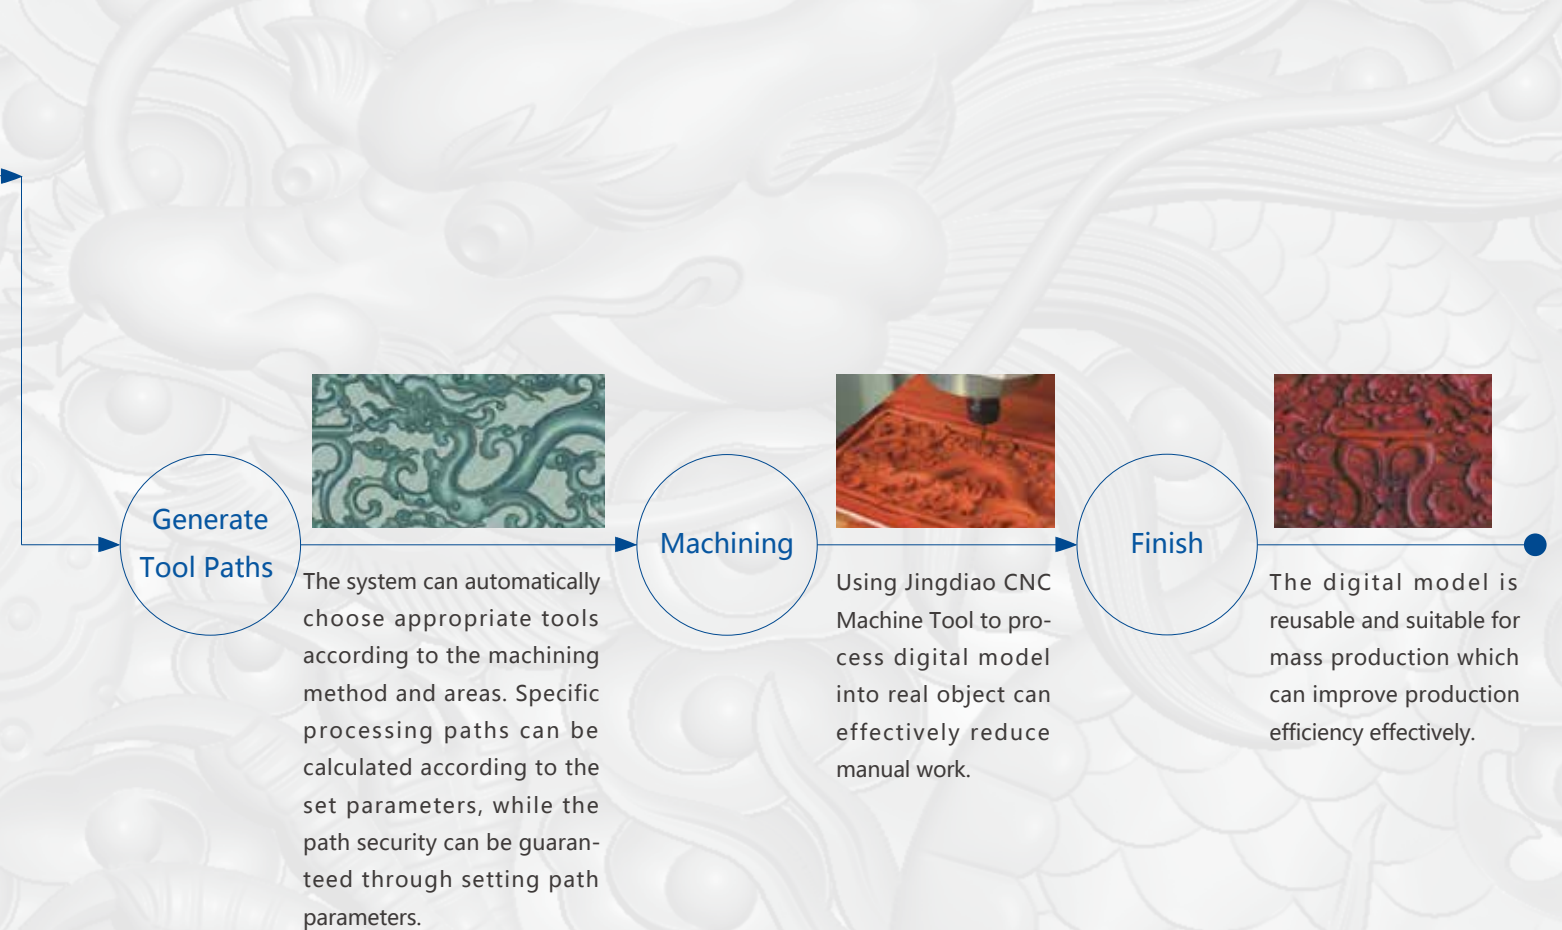 Generate
Tool Paths
The system can automatically
choose appropriate tools
according to the machining
method and areas. Specific
processing paths can be
calculated according to the
set parameters, while the
path security can be guaran-
teed through setting path
parameters.
Machining
Using Jingdiao CNC
Machine Tool to pro-
cess digital model
into real object can
effectively reduce
manual work.
Finish
The digital model is
reusable and suitable for
mass production which
can improve production
efficiency effectively.